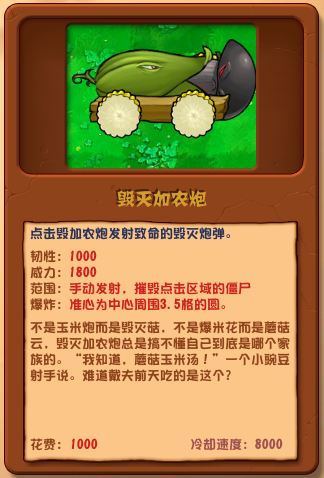 毁灭加农炮
点击毁加农炮发射致命的毁灭炮弹。
韧性：1000
威力：1800
范围：手动发射，摧毁点击区域的僵尸
爆炸：准心为中心周围3.5格的圆。
不是玉米炮而是毁灭菇，不是爆米花而是蘑菇
云，毁灭加农炮总是搞不懂自己到底是哪个家
族的。“我知道，蘑菇玉米汤！”一个小豌豆
射手说。难道戴夫前天吃的是这个？
花费：1000 冷却速度：8000